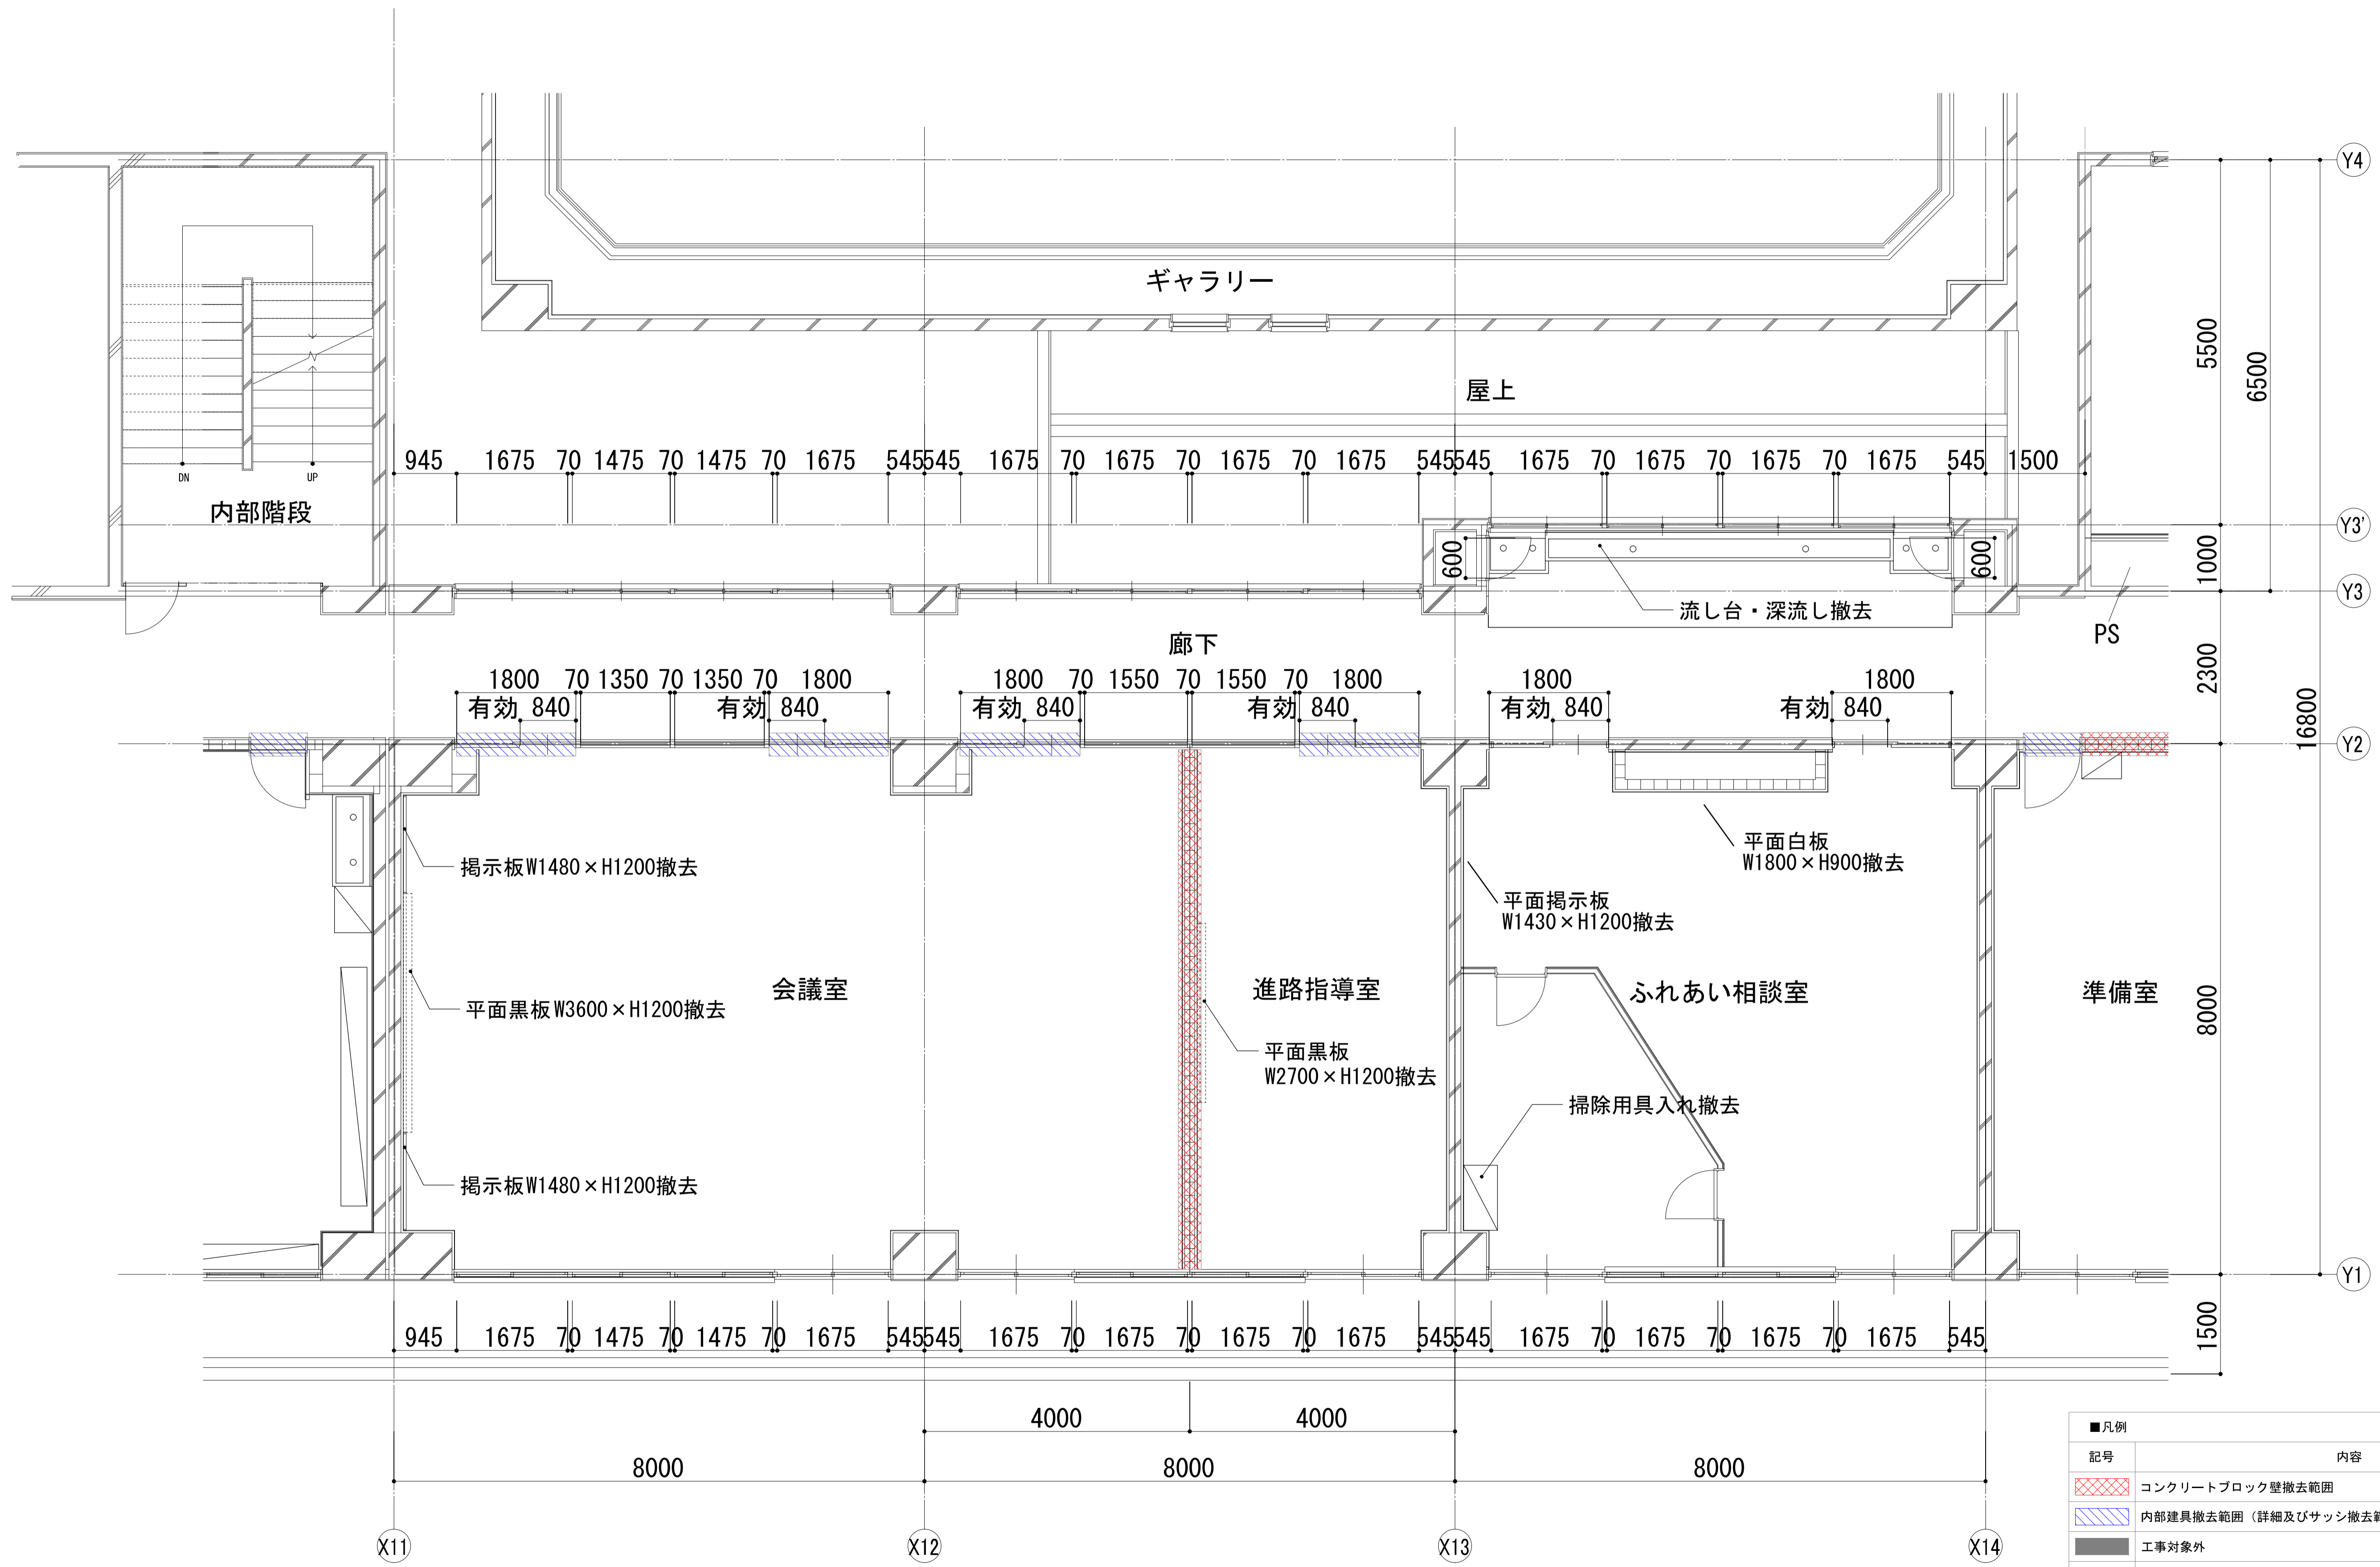 Y4
ギャラリー
5500
6500
屋上
945 1675 70 1475 70 1475 70 1675 545 545 1675 70 1675 70 1675 70 1675 545 545 1675 70 1675 70 1675 70 1675 545 1500
DN UP
内部階段
Y3'
600 600
1000
Y3
流し台・深流し撤去
PS
廊下
2300
16800
1800 70 1350 70 1350 70 1800 1800 70 1550 70 1550 70 1800 1800 1800
有効 840 有効 840 有効 840 有効 840 有効 840 有効 840
Y2
平面白板
W1800×H900撤去
掲示板W1480×H1200撤去
平面掲示板
W1430×H1200撤去
会議室
進路指導室
ふれあい相談室
準備室
平面黒板W3600×H1200撤去
8000
平面黒板
W2700×H1200撤去
掃除用具入れ撤去
掲示板W1480×H1200撤去
Y1
945 1675 70 1475 70 1475 70 1675 545 545 1675 70 1675 70 1675 70 1675 545 545 1675 70 1675 70 1675 70 1675 545
1500
4000 4000
8000 8000 8000
X11 X12 X13 X14
■凡例
記号 内容
コンクリートブロック壁撤去範囲
内部建具撤去範囲（詳細及びサッシ撤去
工事対象外